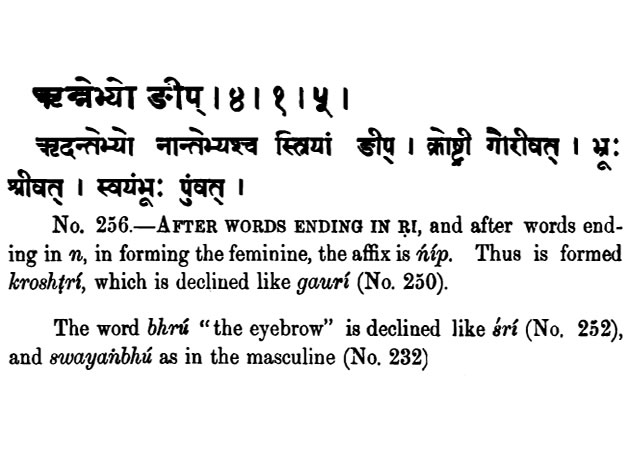 ऋन्नेभ्यो ङीप् । ४ । १ । ५ ।
ऋदन्तेभ्यो नान्तेभ्यश्च स्त्रियां ङीप् । क्रोष्ट्री गौरीवत् । भ्रूः
श्रीवत् । स्वयंभूः पुंवत् ।
No. 256.—AFTER WORDS ENDING IN ṚI, and after words end-
ing in n, in forming the feminine, the affix is ńíp. Thus is formed
kroshṭrí, which is declined like gaurí (No. 250).
The word bhrú “the eyebrow” is declined like śrí (No. 252),
and swayaṅbhú as in the masculine (No. 232)